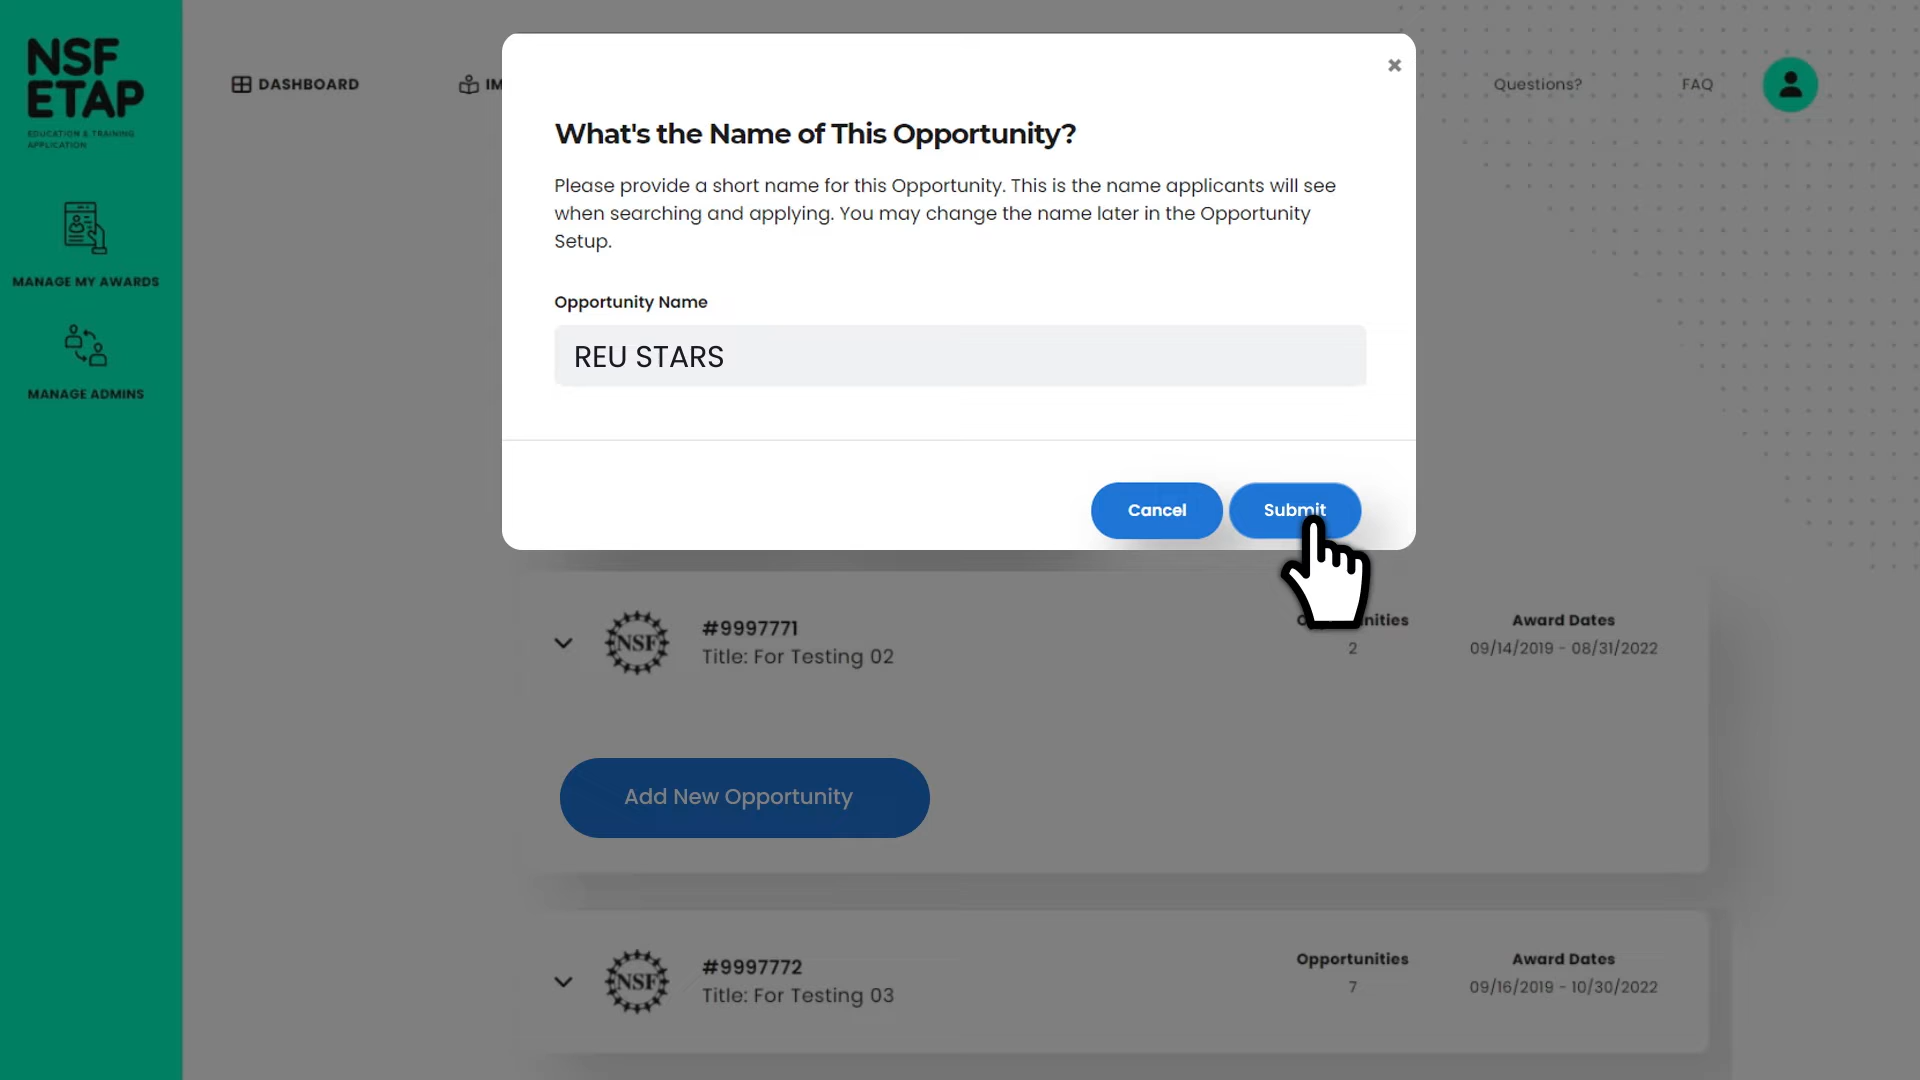 NSF
ETAP
EDUCATION & TRAINING
APPLICATION
MANAGE MY AWARDS
MANAGE ADMINS
DASHBOARD
IM
Questions?
FAQ
What's the Name of This Opportunity?
Please provide a short name for this Opportunity. This is the name applicants will see
when searching and applying. You may change the name later in the Opportunity
Setup.
Opportunity Name
REU STARS
Cancel
Submit
NSF
#9997771
Title: For Testing 02
nities
2
Award Dates
09/14/2019 - 08/31/2022
Add New Opportunity
NSF
#9997772
Title: For Testing 03
Opportunities
7
Award Dates
09/16/2019 - 10/30/2022